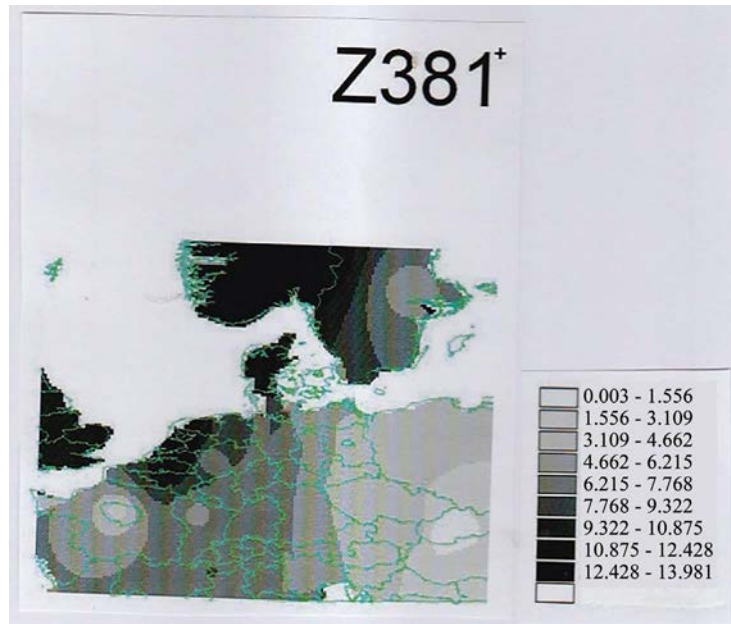 Z381+
0.003 - 1.556
1.556 - 3.109
3.109 - 4.662
4.662 - 6.215
6.215 - 7.768
7.768 - 9.322
9.322 - 10.875
10.875 - 12.428
12.428 - 13.981